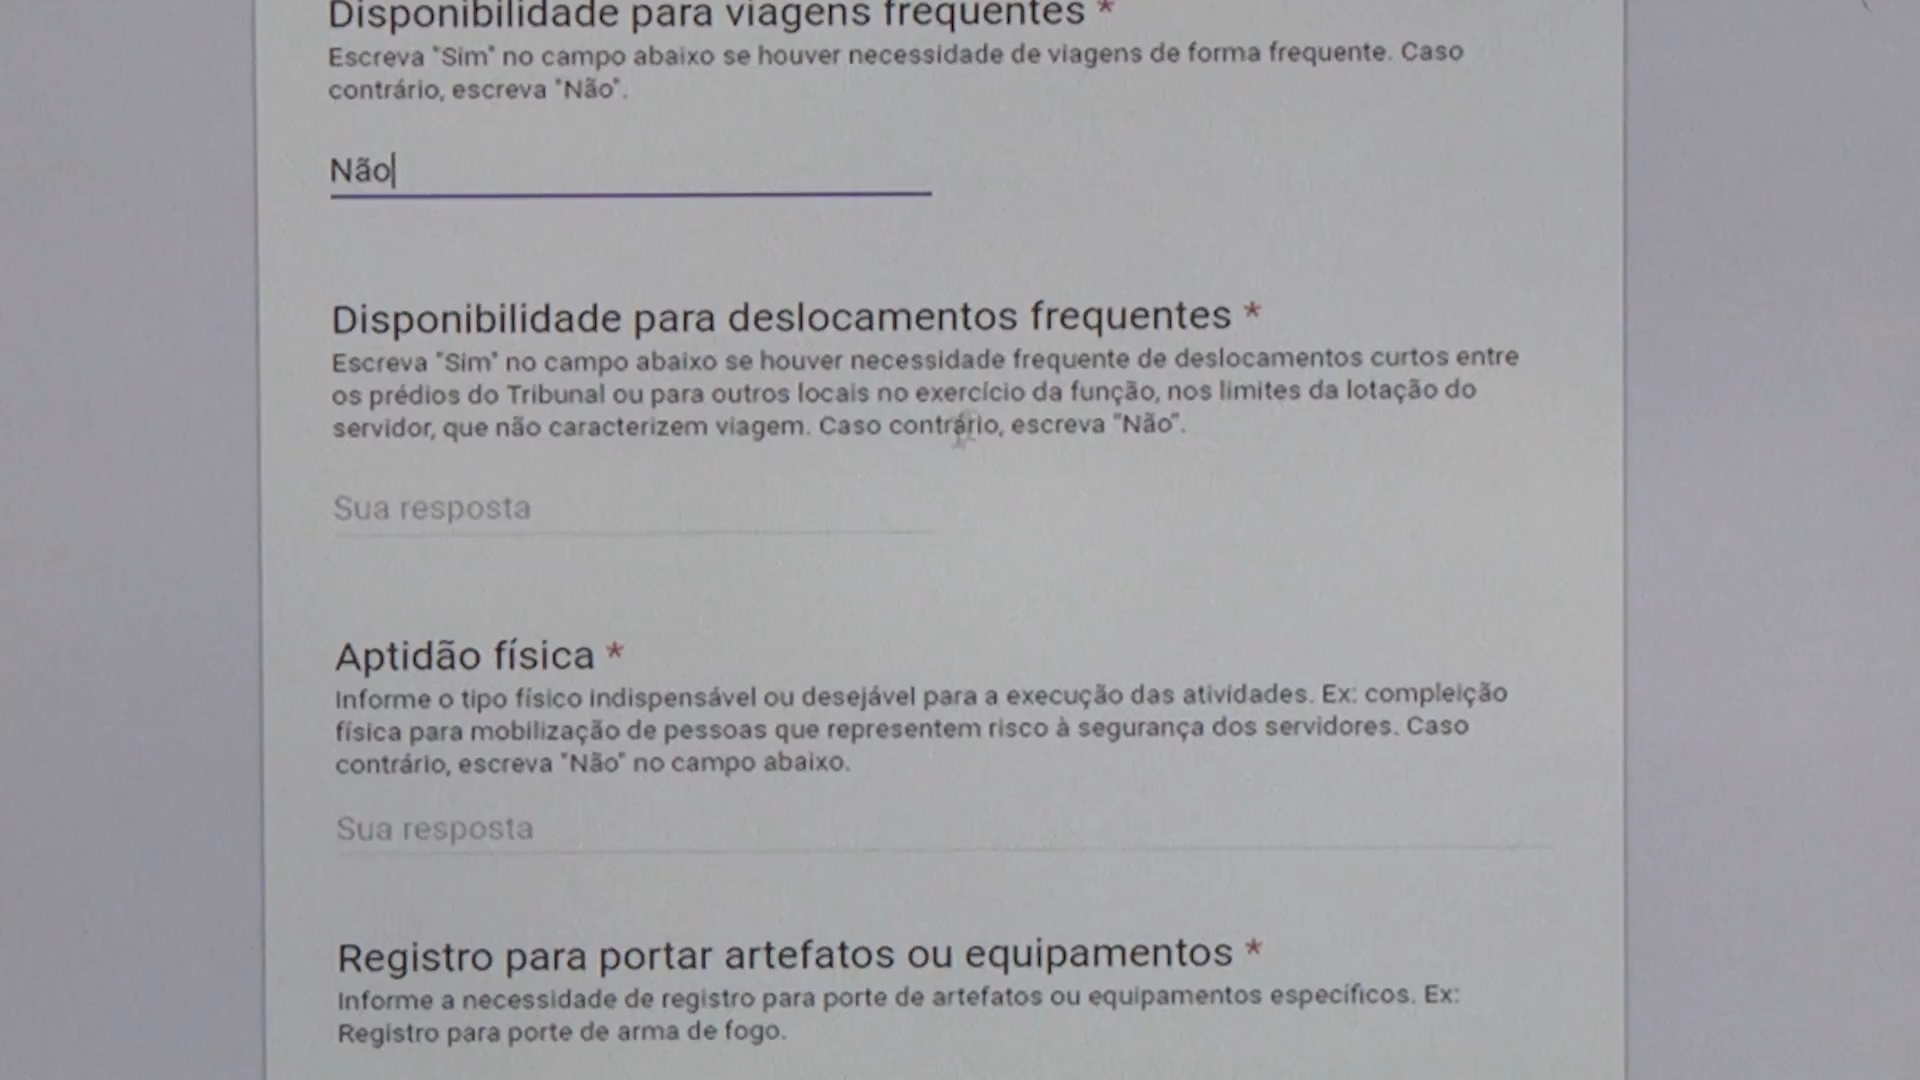 Disponibilidade para viagens frequentes *
Escreva "Sim" no campo abaixo se houver necessidade de viagens de forma frequente. Caso
contrário, escreva "Não".
Não
Disponibilidade para deslocamentos frequentes *
Escreva "Sim" no campo abaixo se houver necessidade frequente de deslocamentos curtos entre
os prédios do Tribunal ou para outros locais no exercício da função, nos limites da lotação do
servidor, que não caracterizem viagem. Caso contrário, escreva "Não".
Sua resposta
Aptidão física *
Informe o tipo físico indispensável ou desejável para a execução das atividades. Ex: compleição
física para mobilização de pessoas que representem risco à segurança dos servidores. Caso
contrário, escreva "Não" no campo abaixo.
Sua resposta
Registro para portar artefatos ou equipamentos *
Informe a necessidade de registro para porte de artefatos ou equipamentos específicos. Ex:
Registro para porte de arma de fogo.